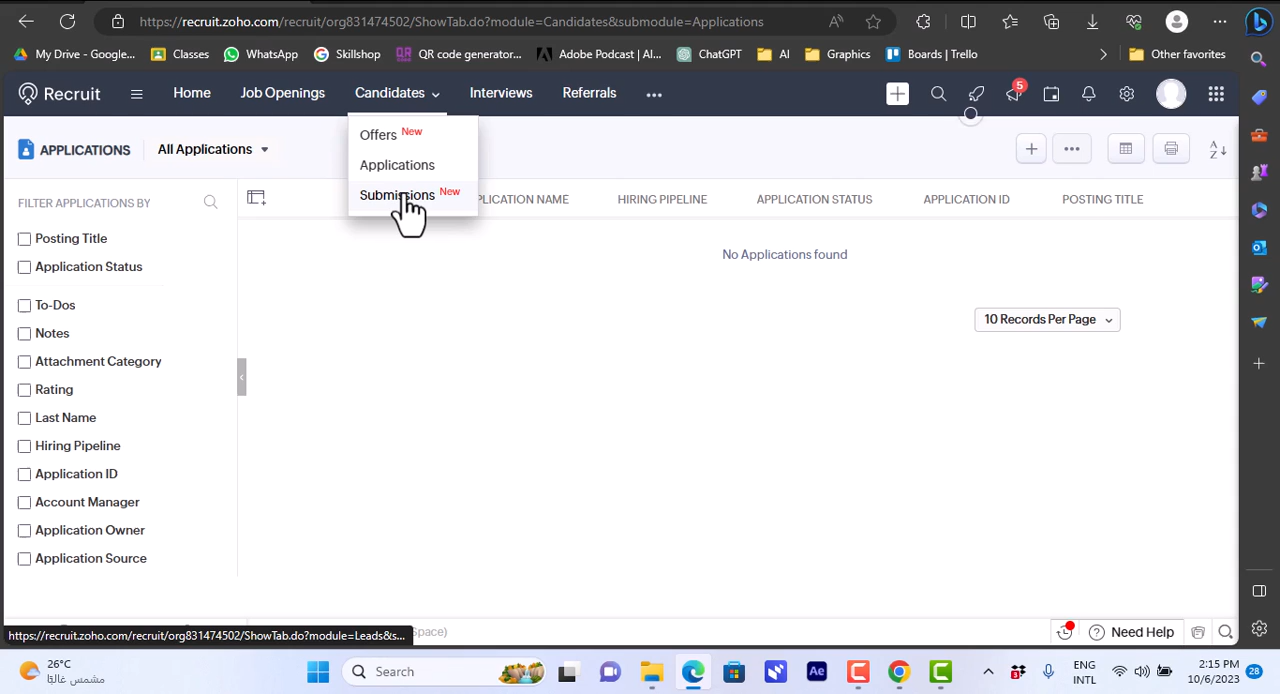 https://recruit.zoho.com/recruit/org831474502/ShowTab.do?module=Candidates&submodule=Applications
My Drive - Google...
Classes
WhatsApp
Skillshop
QR code generator...
Adobe Podcast | Al...
ChatGPT
AI
Graphics
Boards | Trello
Other favorites
Recruit
Home
Job Openings
Candidates
Interviews
Referrals
5
Offers New
Applications
Submissions New
APPLICATIONS
All Applications
FILTER APPLICATIONS BY
PLICATION NAME
HIRING PIPELINE
APPLICATION STATUS
APPLICATION ID
POSTING TITLE
No Applications found
10 Records Per Page
Posting Title
Application Status
To-Dos
Notes
Attachment Category
Rating
Last Name
Hiring Pipeline
Application ID
Account Manager
Application Owner
Application Source
https://recruit.zoho.com/recruit/org831474502/ShowTab.do?module=Leads&s...
Space)
Need Help
26°C
مشمس غالبًا
Search
Ae
ENG
INTL
2:15 PM
10/6/2023
28